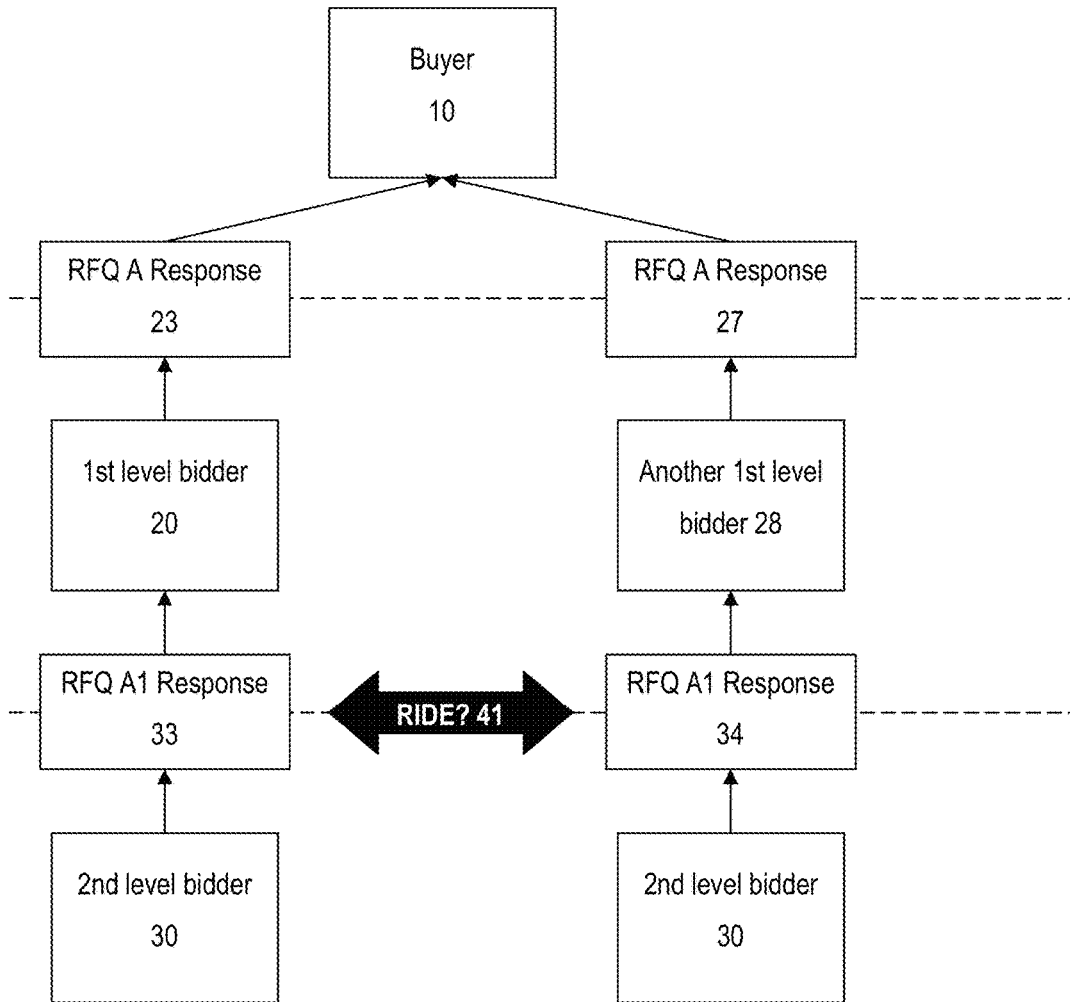 Buyer
10
RFQ A Response
23
RFQ A Response
27
1st level bidder
20
Another 1st level
bidder 28
RFQ A1 Response
33
RIDE? 41
RFQ A1 Response
34
2nd level bidder
30
2nd level bidder
30